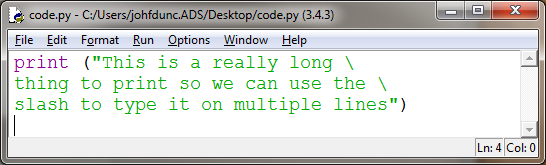 code.py - C:/Users/johfdunc.ADS/Desktop/code.py (3.4.3)
File Edit Format Run Options Window Help
print ("This is a really long \
thing to print so we can use the \
slash to type it on multiple lines")
Ln: 4 Col: 0